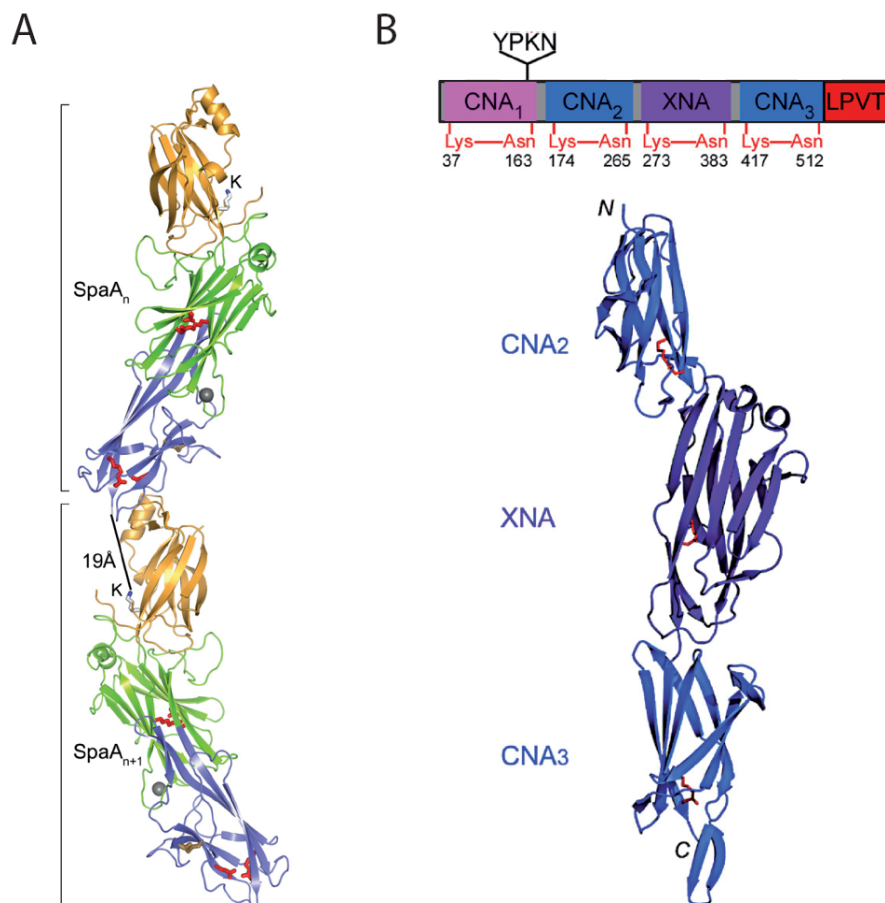 A
K
SpaAn
19Å
K
SpaAn+1
B
YPKN
CNA1 CNA2 XNA CNA3 LPVT
Lys—Asn Lys—Asn Lys—Asn Lys—Asn
37 163 174 265 273 383 417 512
N
CNA2
XNA
CNA3
C